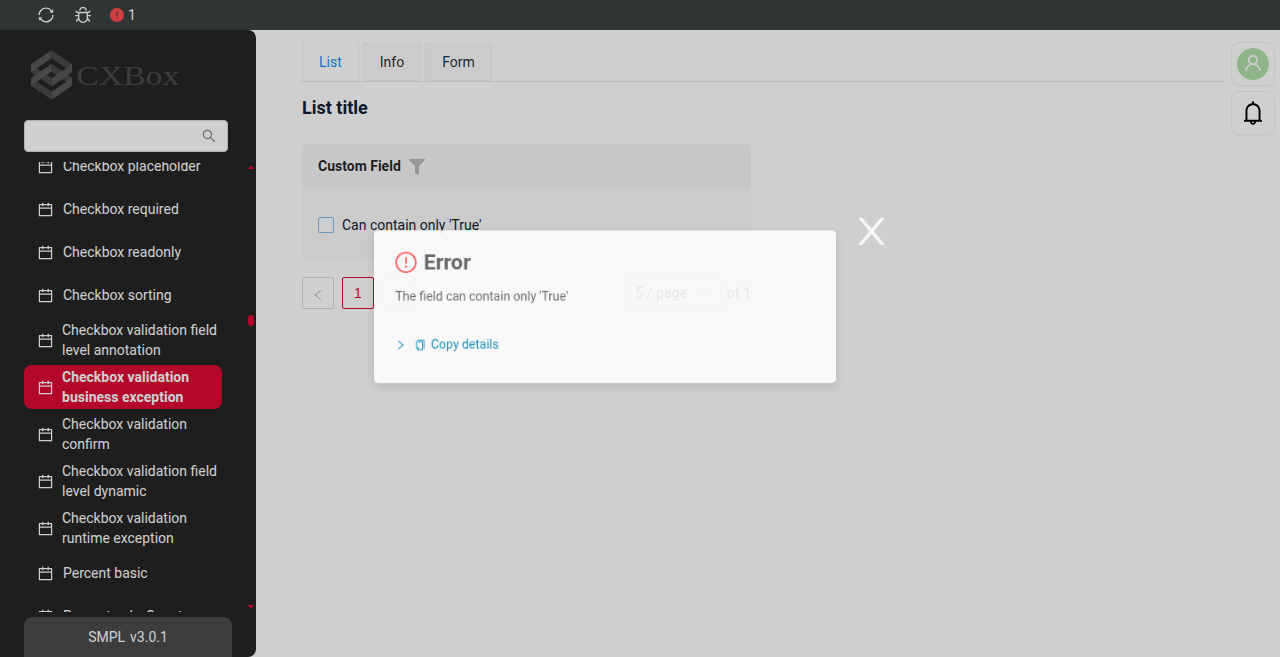 1
CXBox
Checkbox placeholder
Checkbox required
Checkbox readonly
Checkbox sorting
Checkbox validation field
level annotation
Checkbox validation
business exception
Checkbox validation
confirm
Checkbox validation field
level dynamic
Checkbox validation
runtime exception
Percent basic
SMPL v3.0.1
List
Info
Form
List title
Custom Field
Can contain only 'True'
Error
The field can contain only 'True'
Copy details
< 1
5 / page
of 1